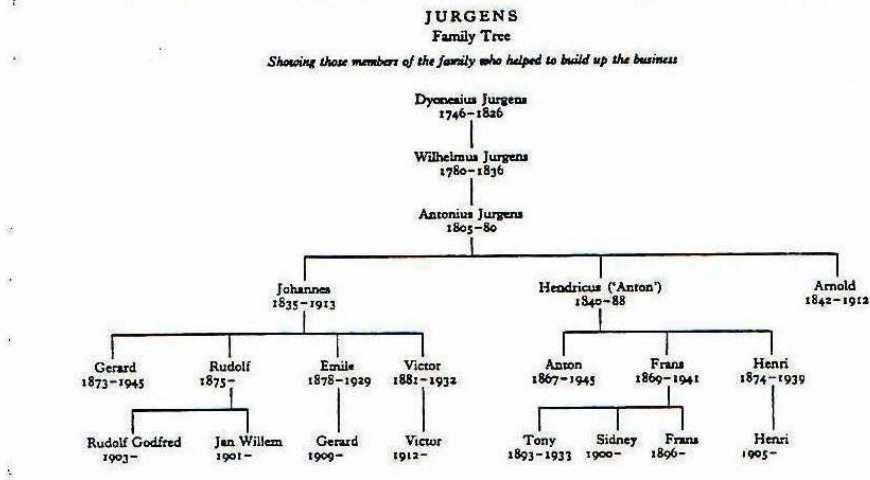 JURGENS
Family Tree
Showing those members of the family who helped to build up the business
Dyonesius Jurgens
1746-1826
Wilhelmus Jurgens
1780-1836
Antonius Jurgens
1805-80
Johannes
1835-1913
Hendricus ('Anton')
1840-88
Arnold
1842-1912
Gerard
1873-1945
Rudolf
1875-
Emile
1878-1929
Victor
1881-1932
Anton
1867-1945
Frans
1869-1941
Henri
1874-1939
Rudolf Godfred
1903-
Jan Willem
1901-
Gerard
1909-
Victor
1912-
Tony
1893-1933
Sidney
1900-
Frans
1896-
Henri
1905-